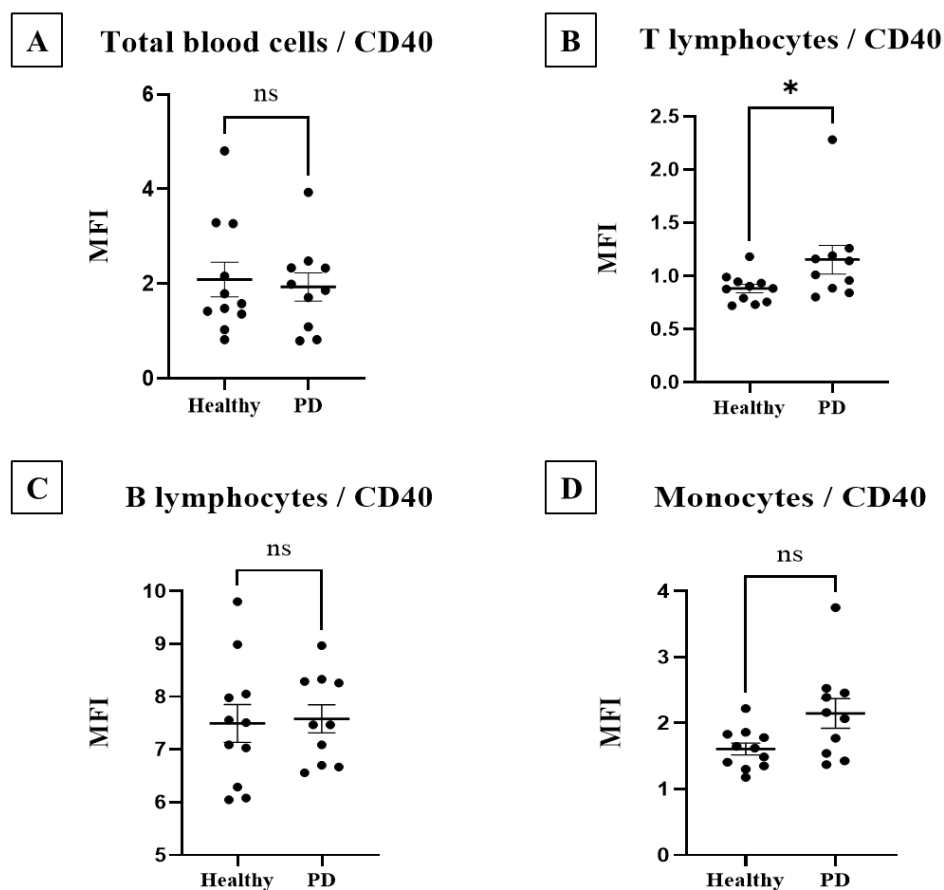 A
Total blood cells / CD40
ns
6
4
2
0
MFI
Healthy
PD
B
T lymphocytes / CD40
*
2.5
2.0
1.5
1.0
0.5
0.0
MFI
Healthy
PD
C
B lymphocytes / CD40
ns
10
9
8
7
6
5
MFI
Healthy
PD
D
Monocytes / CD40
ns
4
3
2
1
0
MFI
Healthy
PD